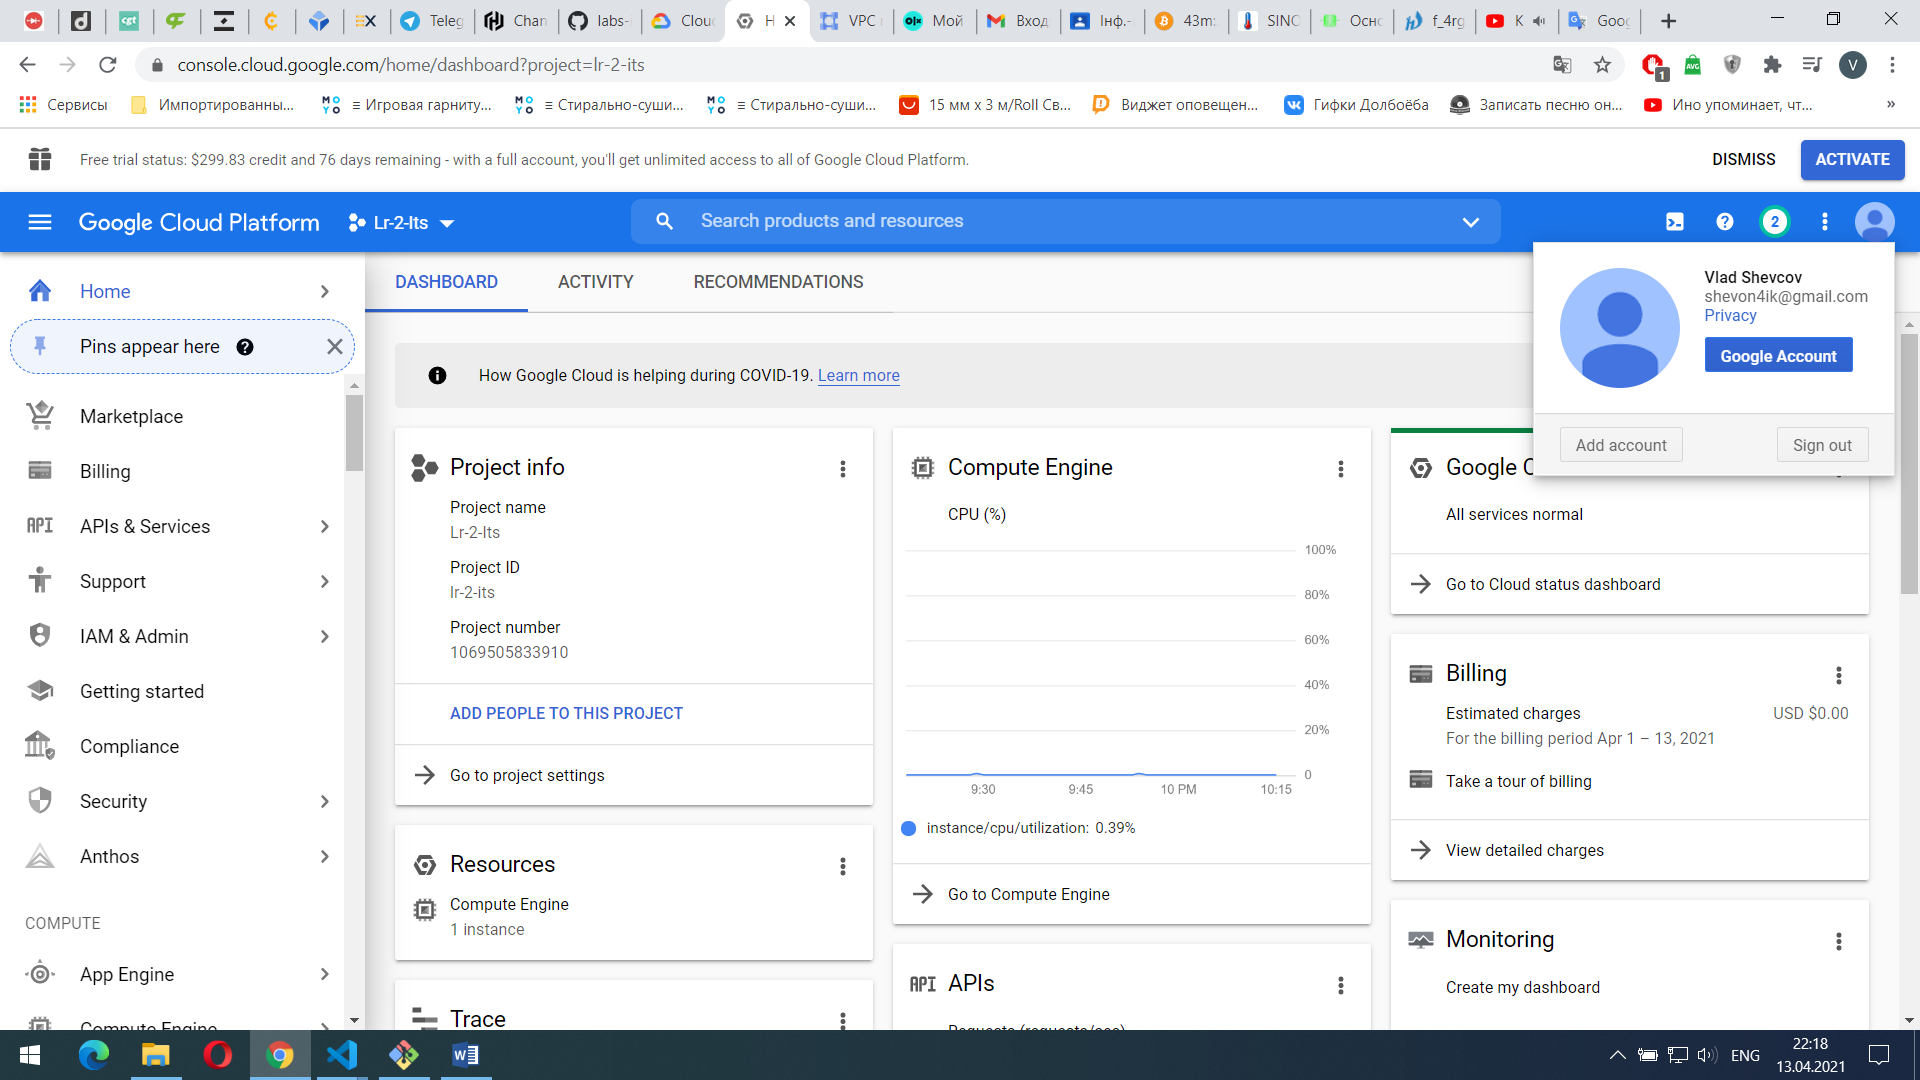 Teleg
Chan
labs-
Cloud
H
VPC
Мой
Вход
Інф.-
43m:
SINC
Осно
f_4rg
K
Goog
console.cloud.google.com/home/dashboard?project=lr-2-its
1
V
Сервисы
Импортированны...
≡ Игровая гарниту...
≡ Стирально-суши...
≡ Стирально-суши...
15 мм x 3 м/Roll Св...
Виджет оповещен...
Гифки Долбоёба
Записать песню он...
Ино упоминает, чт...
»
Free trial status: $299.83 credit and 76 days remaining - with a full account, you'll get unlimited access to all of Google Cloud Platform.
DISMISS
ACTIVATE
Google Cloud Platform
Lr-2-Its
Search products and resources
2
Vlad Shevcov
shevon4ik@gmail.com
Privacy
Google Account
Add account
Sign out
Home
Pins appear here
Marketplace
Billing
API
APIs & Services
Support
IAM & Admin
Getting started
Compliance
Security
Anthos
COMPUTE
App Engine
Compute Engine
DASHBOARD
ACTIVITY
RECOMMENDATIONS
How Google Cloud is helping during COVID-19. Learn more
Project info
Project name
Lr-2-Its
Project ID
lr-2-its
Project number
1069505833910
ADD PEOPLE TO THIS PROJECT
Go to project settings
Resources
Compute Engine
1 instance
Trace
Compute Engine
CPU (%)
100%
80%
60%
40%
20%
0
9:30
9:45
10 PM
10:15
instance/cpu/utilization: 0.39%
Go to Compute Engine
API
APIs
Requests (requests/sec)
Google C
All services normal
Go to Cloud status dashboard
Billing
Estimated charges
USD $0.00
For the billing period Apr 1 – 13, 2021
Take a tour of billing
View detailed charges
Monitoring
Create my dashboard
ENG
22:18
13.04.2021